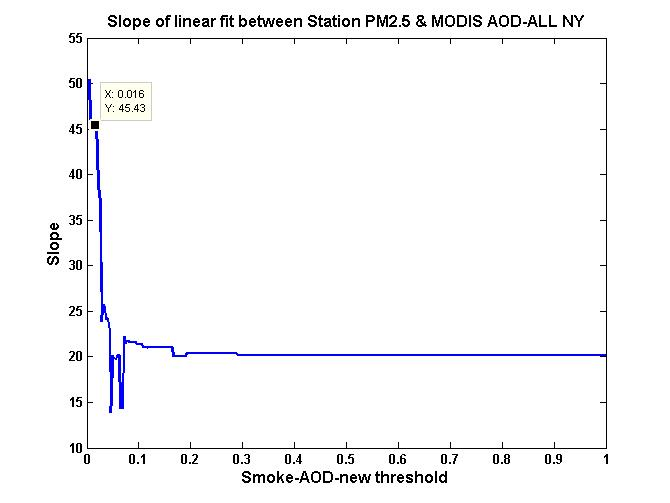 Slope of linear fit between Station PM2.5 & MODIS AOD-ALL NY
55
50
45
40
35
30
25
20
15
10
X: 0.016
Y: 45.43
Slope
0 0.1 0.2 0.3 0.4 0.5 0.6 0.7 0.8 0.9 1
Smoke-AOD-new threshold